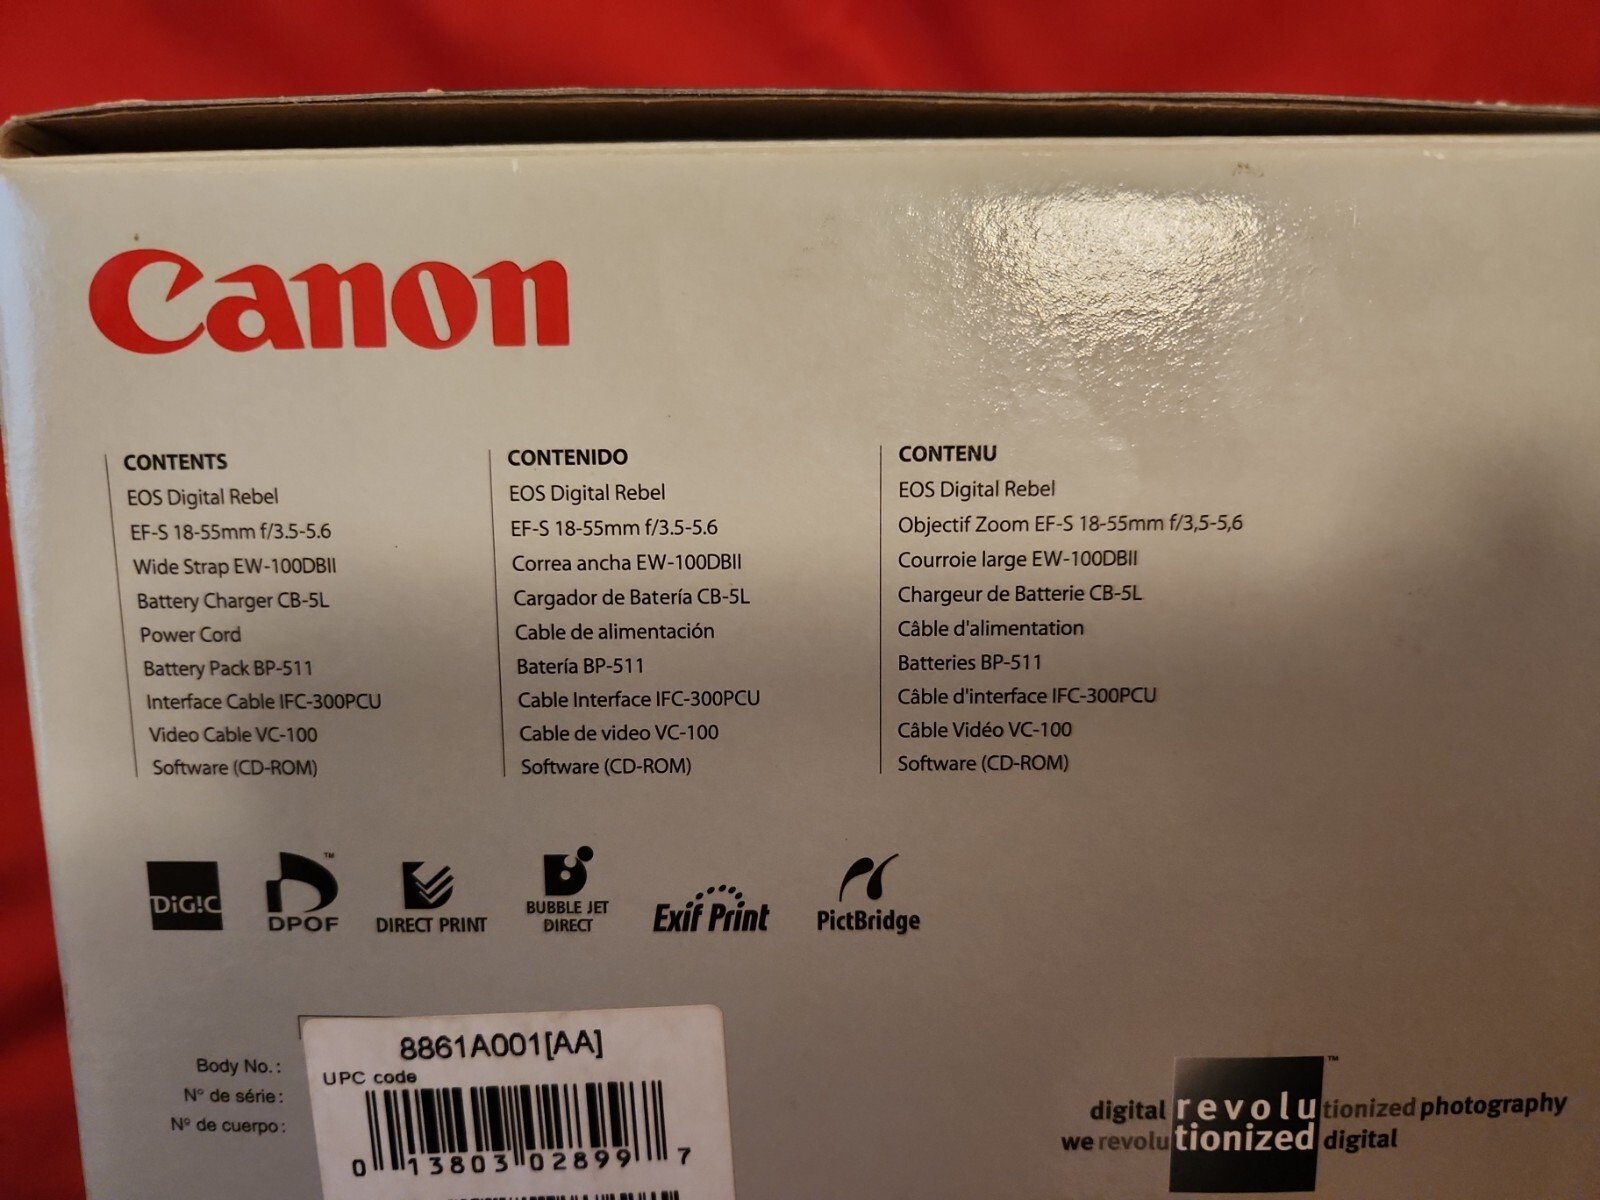 Canon
CONTENTS
EOS Digital Rebel
EF-S 18-55mm f/3.5-5.6
Wide Strap EW-100DBII
Battery Charger CB-5L
Power Cord
Battery Pack BP-511
Interface Cable IFC-300PCU
Video Cable VC-100
Software (CD-ROM)
CONTENIDO
EOS Digital Rebel
EF-S 18-55mm f/3.5-5.6
Correa ancha EW-100DBII
Cargador de Batería CB-5L
Cable de alimentación
Batería BP-511
Cable Interface IFC-300PCU
Cable de video VC-100
Software (CD-ROM)
CONTENU
EOS Digital Rebel
Objectif Zoom EF-S 18-55mm f/3,5-5,6
Courroie large EW-100DBII
Chargeur de Batterie CB-5L
Câble d'alimentation
Batteries BP-511
Câble d'interface IFC-300PCU
Câble Vidéo VC-100
Software (CD-ROM)
DiG!C
DPOF™
DIRECT PRINT
BUBBLE JET
DIRECT
Exif Print
PictBridge
Body No.:
Nº de série:
Nº de cuerpo:
8861A001[AA]
UPC code
0 13803 02899 7
digital revolutionized photography™
we revolutionized digital